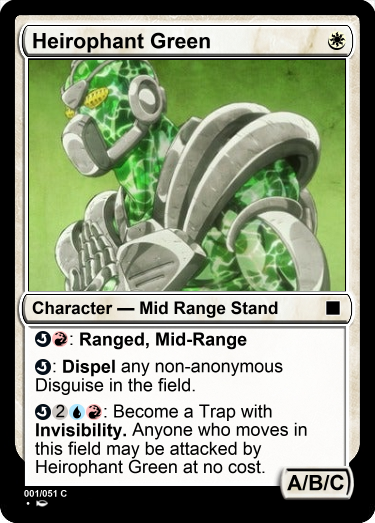 Heirophant Green
Character — Mid Range Stand
: Ranged, Mid-Range
: Dispel any non-anonymous
Disguise in the field.
2: Become a Trap with
Invisibility. Anyone who moves in
this field may be attacked by
Heirophant Green at no cost.
A/B/C
001/051 C